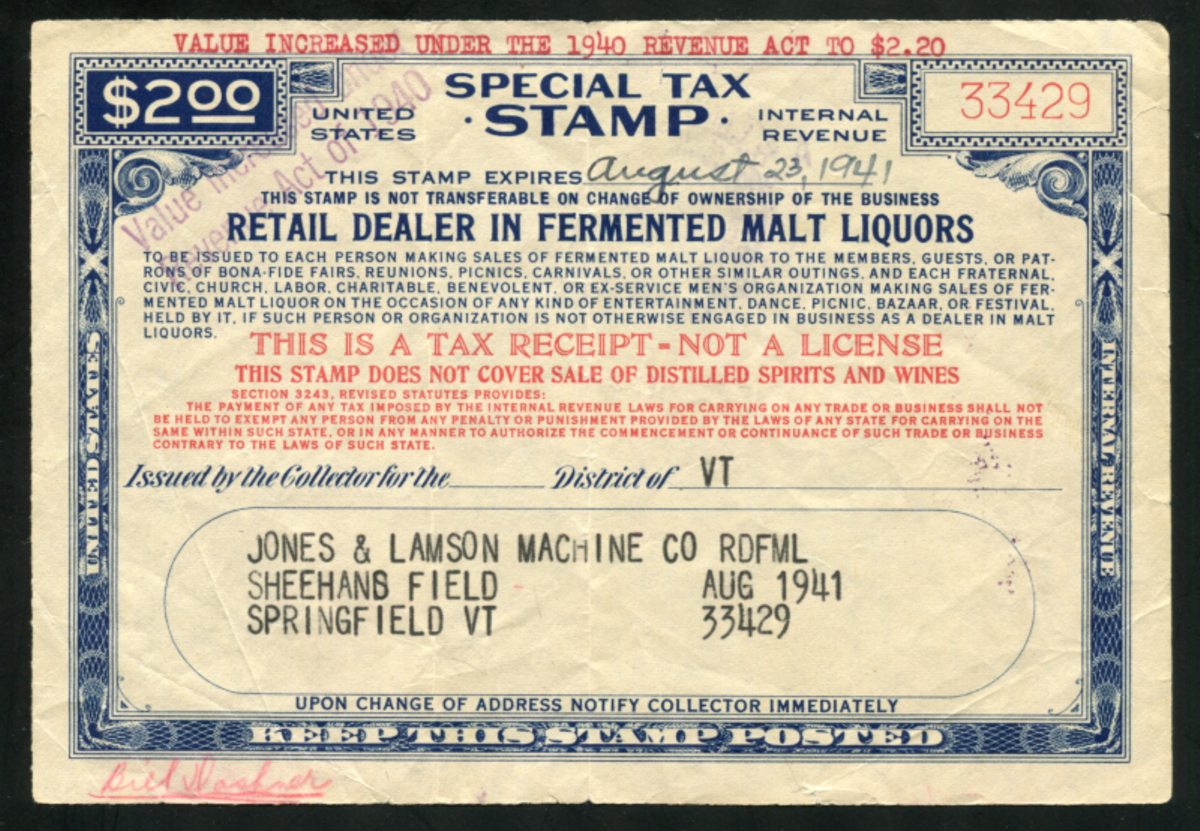 VALUE INCREASED UNDER THE 1940 REVENUE ACT TO $2.20
$2.00
UNITED STATES
SPECIAL TAX
· STAMP ·
INTERNAL REVENUE
33429
Value Increased Under
Revenue Act of 1940
THIS STAMP EXPIRES August 23, 1941
THIS STAMP IS NOT TRANSFERABLE ON CHANGE OF OWNERSHIP OF THE BUSINESS
RETAIL DEALER IN FERMENTED MALT LIQUORS
TO BE ISSUED TO EACH PERSON MAKING SALES OF FERMENTED MALT LIQUOR TO THE MEMBERS, GUESTS, OR PAT-
RONS OF BONA-FIDE FAIRS, REUNIONS, PICNICS, CARNIVALS, OR OTHER SIMILAR OUTINGS, AND EACH FRATERNAL,
CIVIC, CHURCH, LABOR, CHARITABLE, BENEVOLENT, OR EX-SERVICE MEN'S ORGANIZATION MAKING SALES OF FER-
MENTED MALT LIQUOR ON THE OCCASION OF ANY KIND OF ENTERTAINMENT, DANCE, PICNIC, BAZAAR, OR FESTIVAL,
HELD BY IT, IF SUCH PERSON OR ORGANIZATION IS NOT OTHERWISE ENGAGED IN BUSINESS AS A DEALER IN MALT
LIQUORS.
THIS IS A TAX RECEIPT - NOT A LICENSE
THIS STAMP DOES NOT COVER SALE OF DISTILLED SPIRITS AND WINES
SECTION 3243, REVISED STATUTES PROVIDES:
THE PAYMENT OF ANY TAX IMPOSED BY THE INTERNAL REVENUE LAWS FOR CARRYING ON ANY TRADE OR BUSINESS SHALL NOT
BE HELD TO EXEMPT ANY PERSON FROM ANY PENALTY OR PUNISHMENT PROVIDED BY THE LAWS OF ANY STATE FOR CARRYING ON THE
SAME WITHIN SUCH STATE, OR IN ANY MANNER TO AUTHORIZE THE COMMENCEMENT OR CONTINUANCE OF SUCH TRADE OR BUSINESS
CONTRARY TO THE LAWS OF SUCH STATE.
Issued by the Collector for the District of VT
JONES & LAMSON MACHINE CO RDFML
SHEEHANS FIELD AUG 1941
SPRINGFIELD VT 33429
UPON CHANGE OF ADDRESS NOTIFY COLLECTOR IMMEDIATELY
UNITED STATES
INTERNAL REVENUE
KEEP THIS STAMP POSTED
Bill